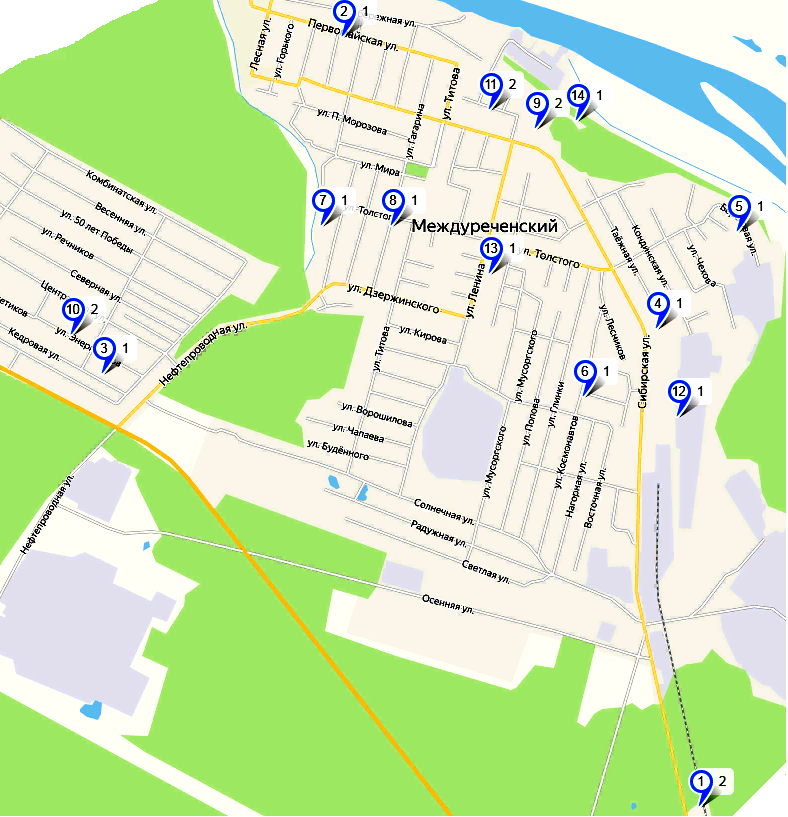 2 1
Первомайская ул.
Лесная ул.
ул. Горького
ул. Титова
11 2
9 2
14 1
ул. П. Морозова
ул. Гагарина
ул. Мира
Комбинатская ул.
7 1
8 1
ул. Толстого
5 1
Весенняя ул.
ул. 50 лет Победы
ул. Речников
Междуреченский
13 1
ул. Толстого
Таёжная ул.
Кондинская ул.
ул. Чехова
Северная ул.
ул. Ленина
ул. Дзержинского
10 2
4 1
3 1
Кедровая ул.
Нефтепроводная ул.
ул. Титова
ул. Кирова
ул. Мусоргского
ул. Лесников
Сибирская ул.
6 1
12 1
ул. Попова
ул. Глинки
ул. Ворошилова
ул. Чапаева
ул. Будённого
ул. Мусоргского
ул. Космонавтов
Нагорная ул.
Восточная ул.
Нефтепроводная ул.
Солнечная ул.
Радужная ул.
Светлая ул.
Осенняя ул.
1 2